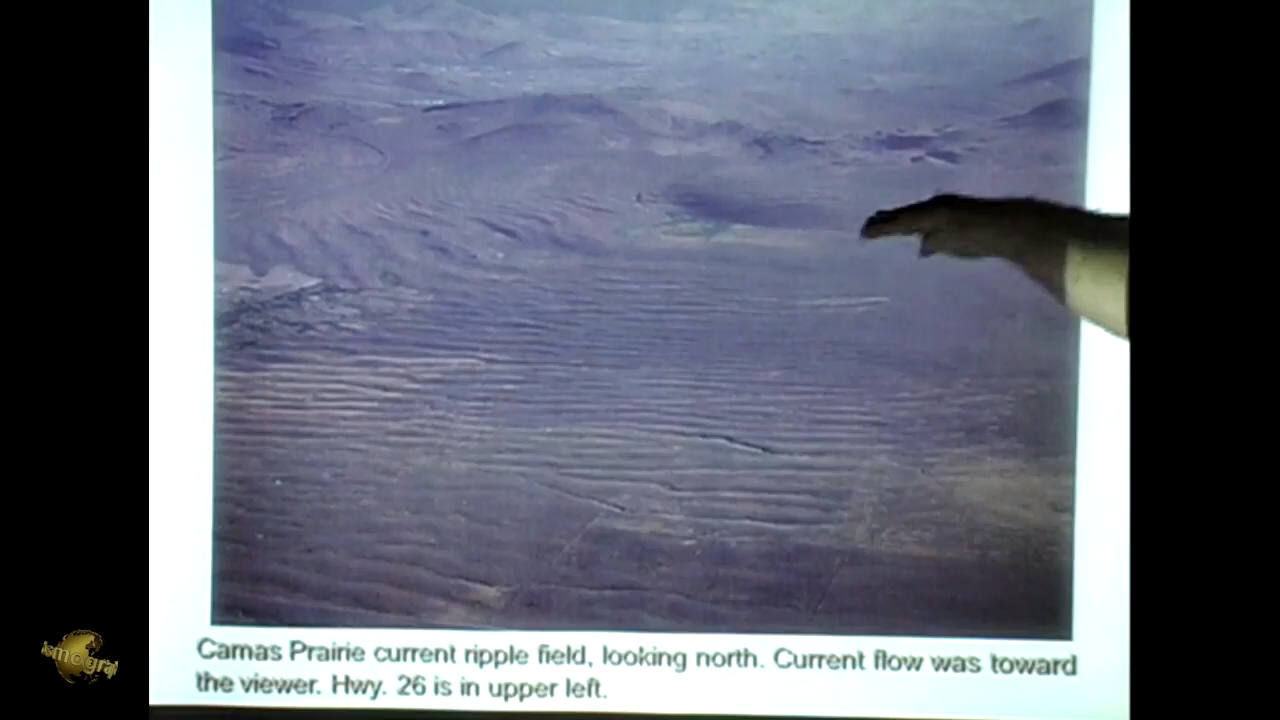 Camas Prairie current ripple field, looking north. Current flow was toward
the viewer. Hwy. 26 is in upper left.